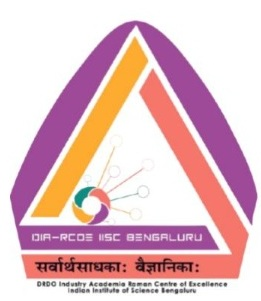 DIA-RCOE IISC BENGALURU
सर्वार्थसाधकाः वैज्ञानिकाः
DRDO Industry Academia Raman Centre of Excellence
Indian Institute of Science Bengaluru